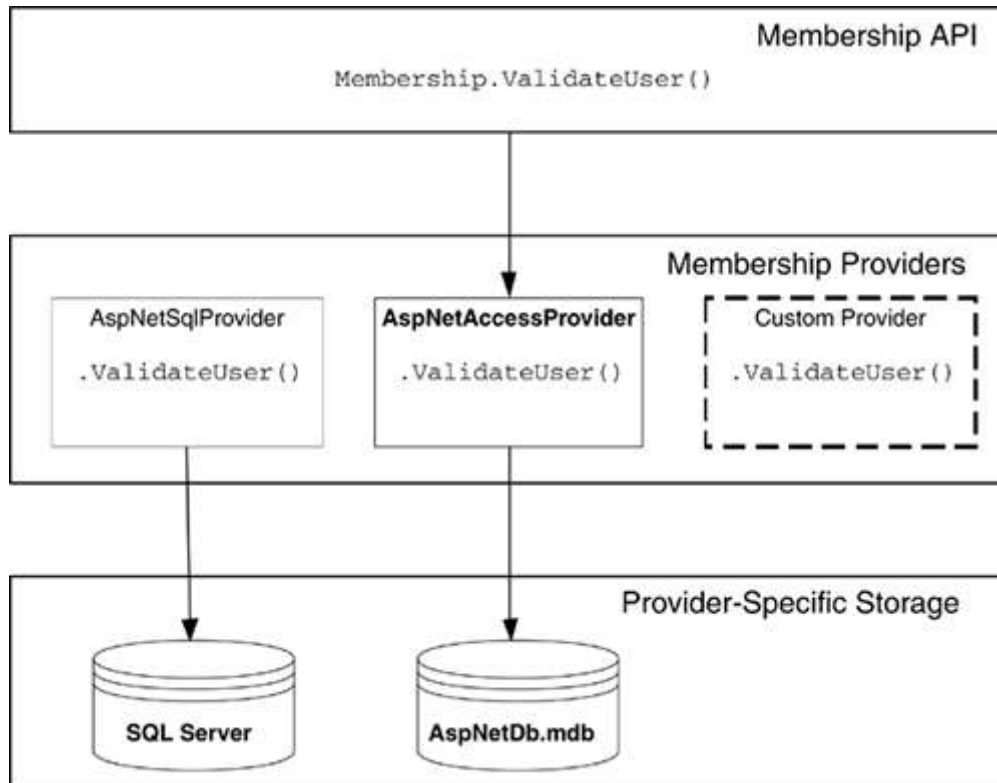 Membership API
Membership.ValidateUser()
Membership Providers
AspNetSqlProvider
.ValidateUser()
AspNetAccessProvider
.ValidateUser()
Custom Provider
.ValidateUser()
Provider-Specific Storage
SQL Server
AspNetDb.mdb